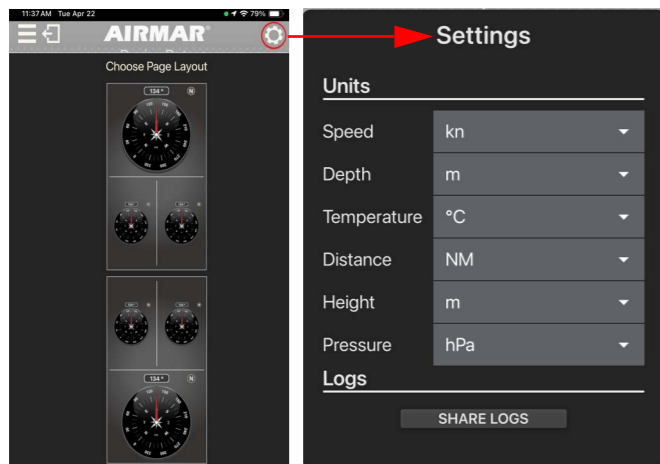 11:37 AM Tue Apr 22
79%
AIRMAR®
Choose Page Layout
134°
N
134°
N
Settings
Units
Speed kn
Depth m
Temperature °C
Distance NM
Height m
Pressure hPa
Logs
SHARE LOGS